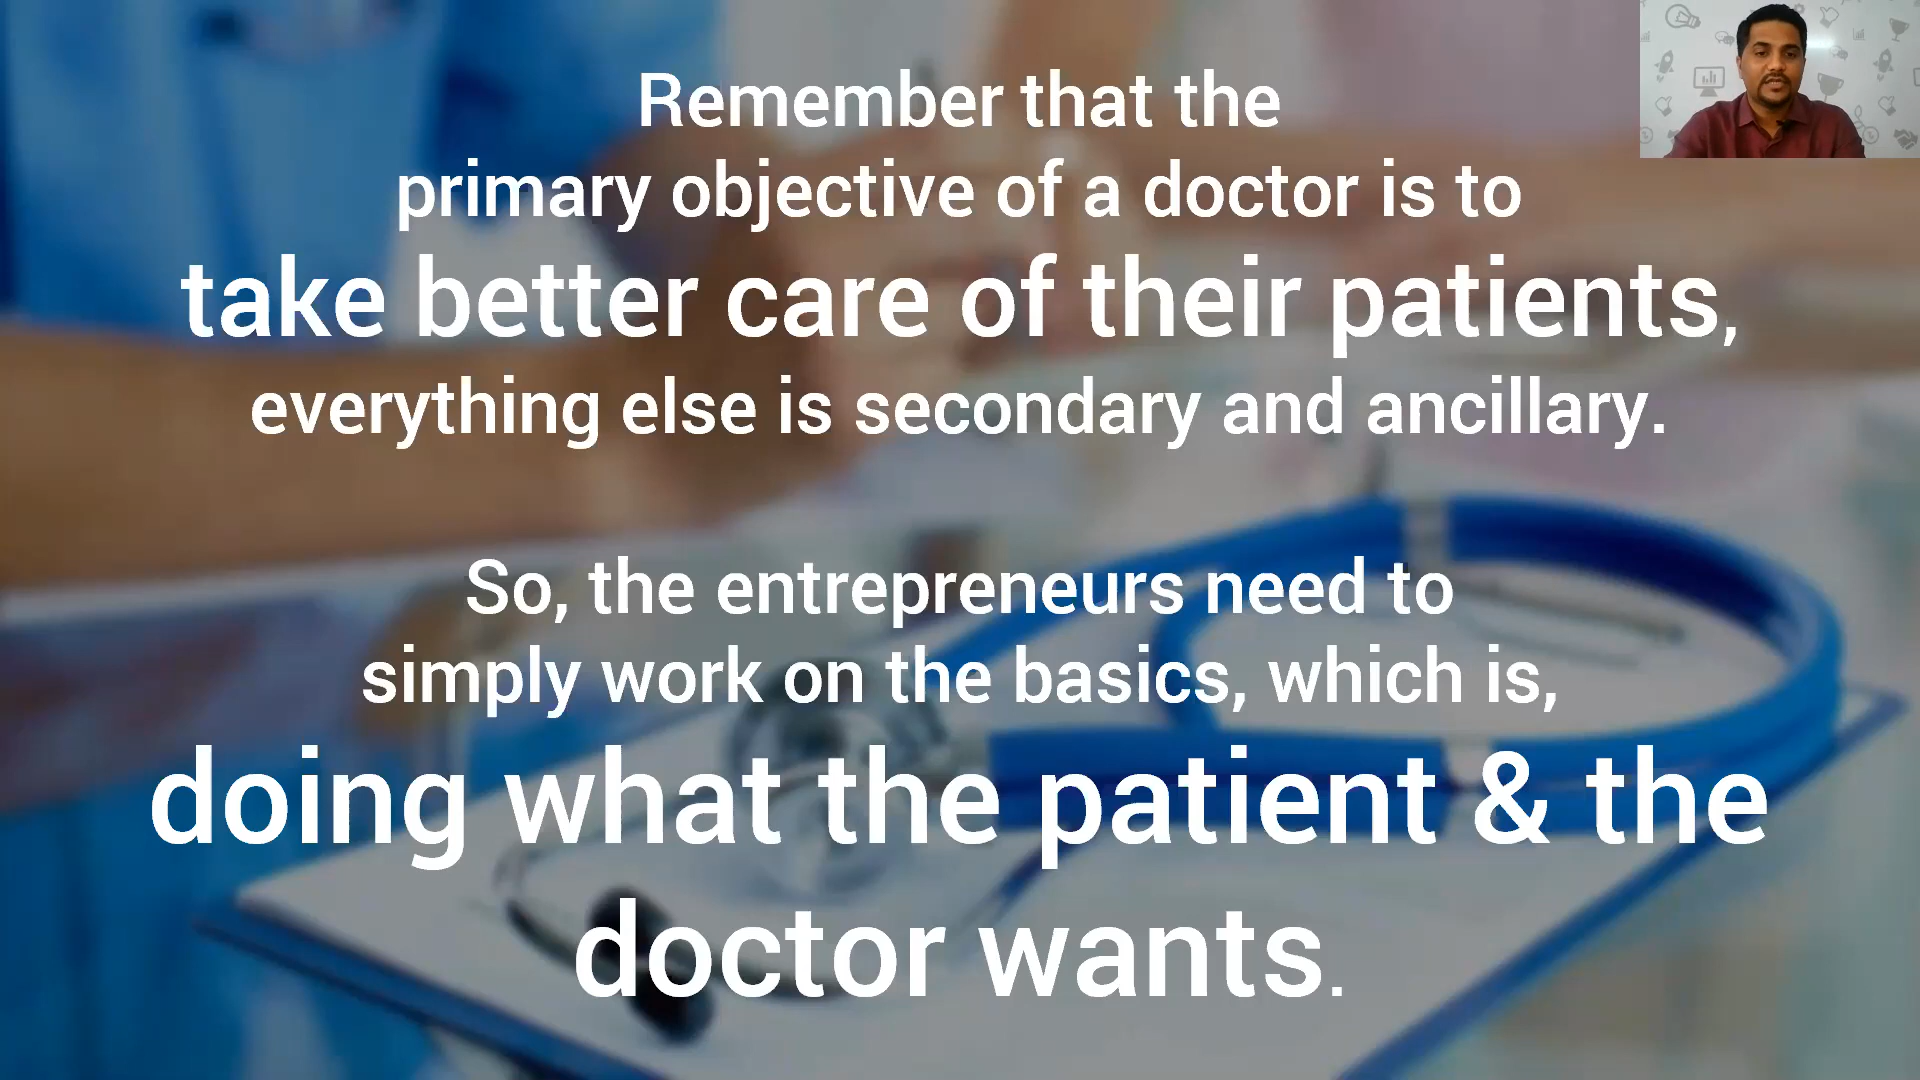 Remember that the
primary objective of a doctor is to
take better care of their patients,
everything else is secondary and ancillary.
So, the entrepreneurs need to
simply work on the basics, which is,
doing what the patient & the
doctor wants.